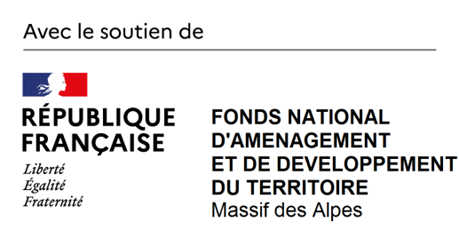 Avec le soutien de
RÉPUBLIQUE
FRANÇAISE
Liberté
Égalité
Fraternité
FONDS NATIONAL
D'AMENAGEMENT
ET DE DEVELOPPEMENT
DU TERRITOIRE
Massif des Alpes